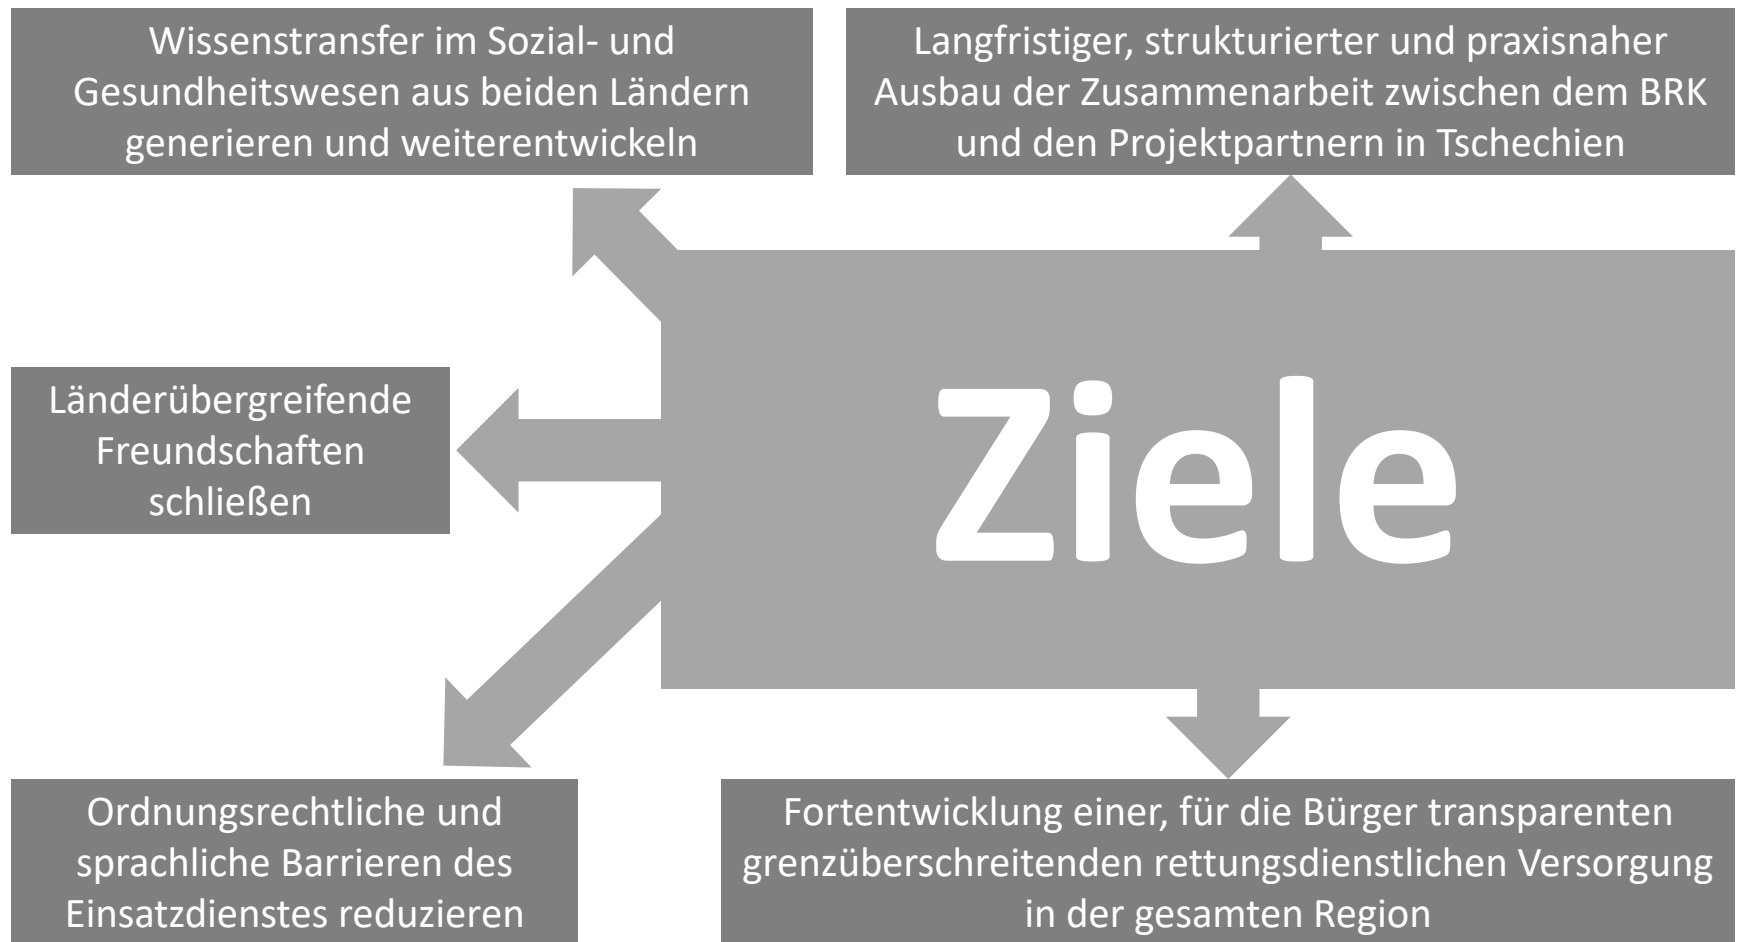 Wissenstransfer im Sozial- und
Gesundheitswesen aus beiden Ländern
generieren und weiterentwickeln
Langfristiger, strukturierter und praxisnaher
Ausbau der Zusammenarbeit zwischen dem BRK
und den Projektpartnern in Tschechien
Länderübergreifende
Freundschaften
schließen
Ziele
Ordnungsrechtliche und
sprachliche Barrieren des
Einsatzdienstes reduzieren
Fortentwicklung einer, für die Bürger transparenten
grenzüberschreitenden rettungsdienstlichen Versorgung
in der gesamten Region